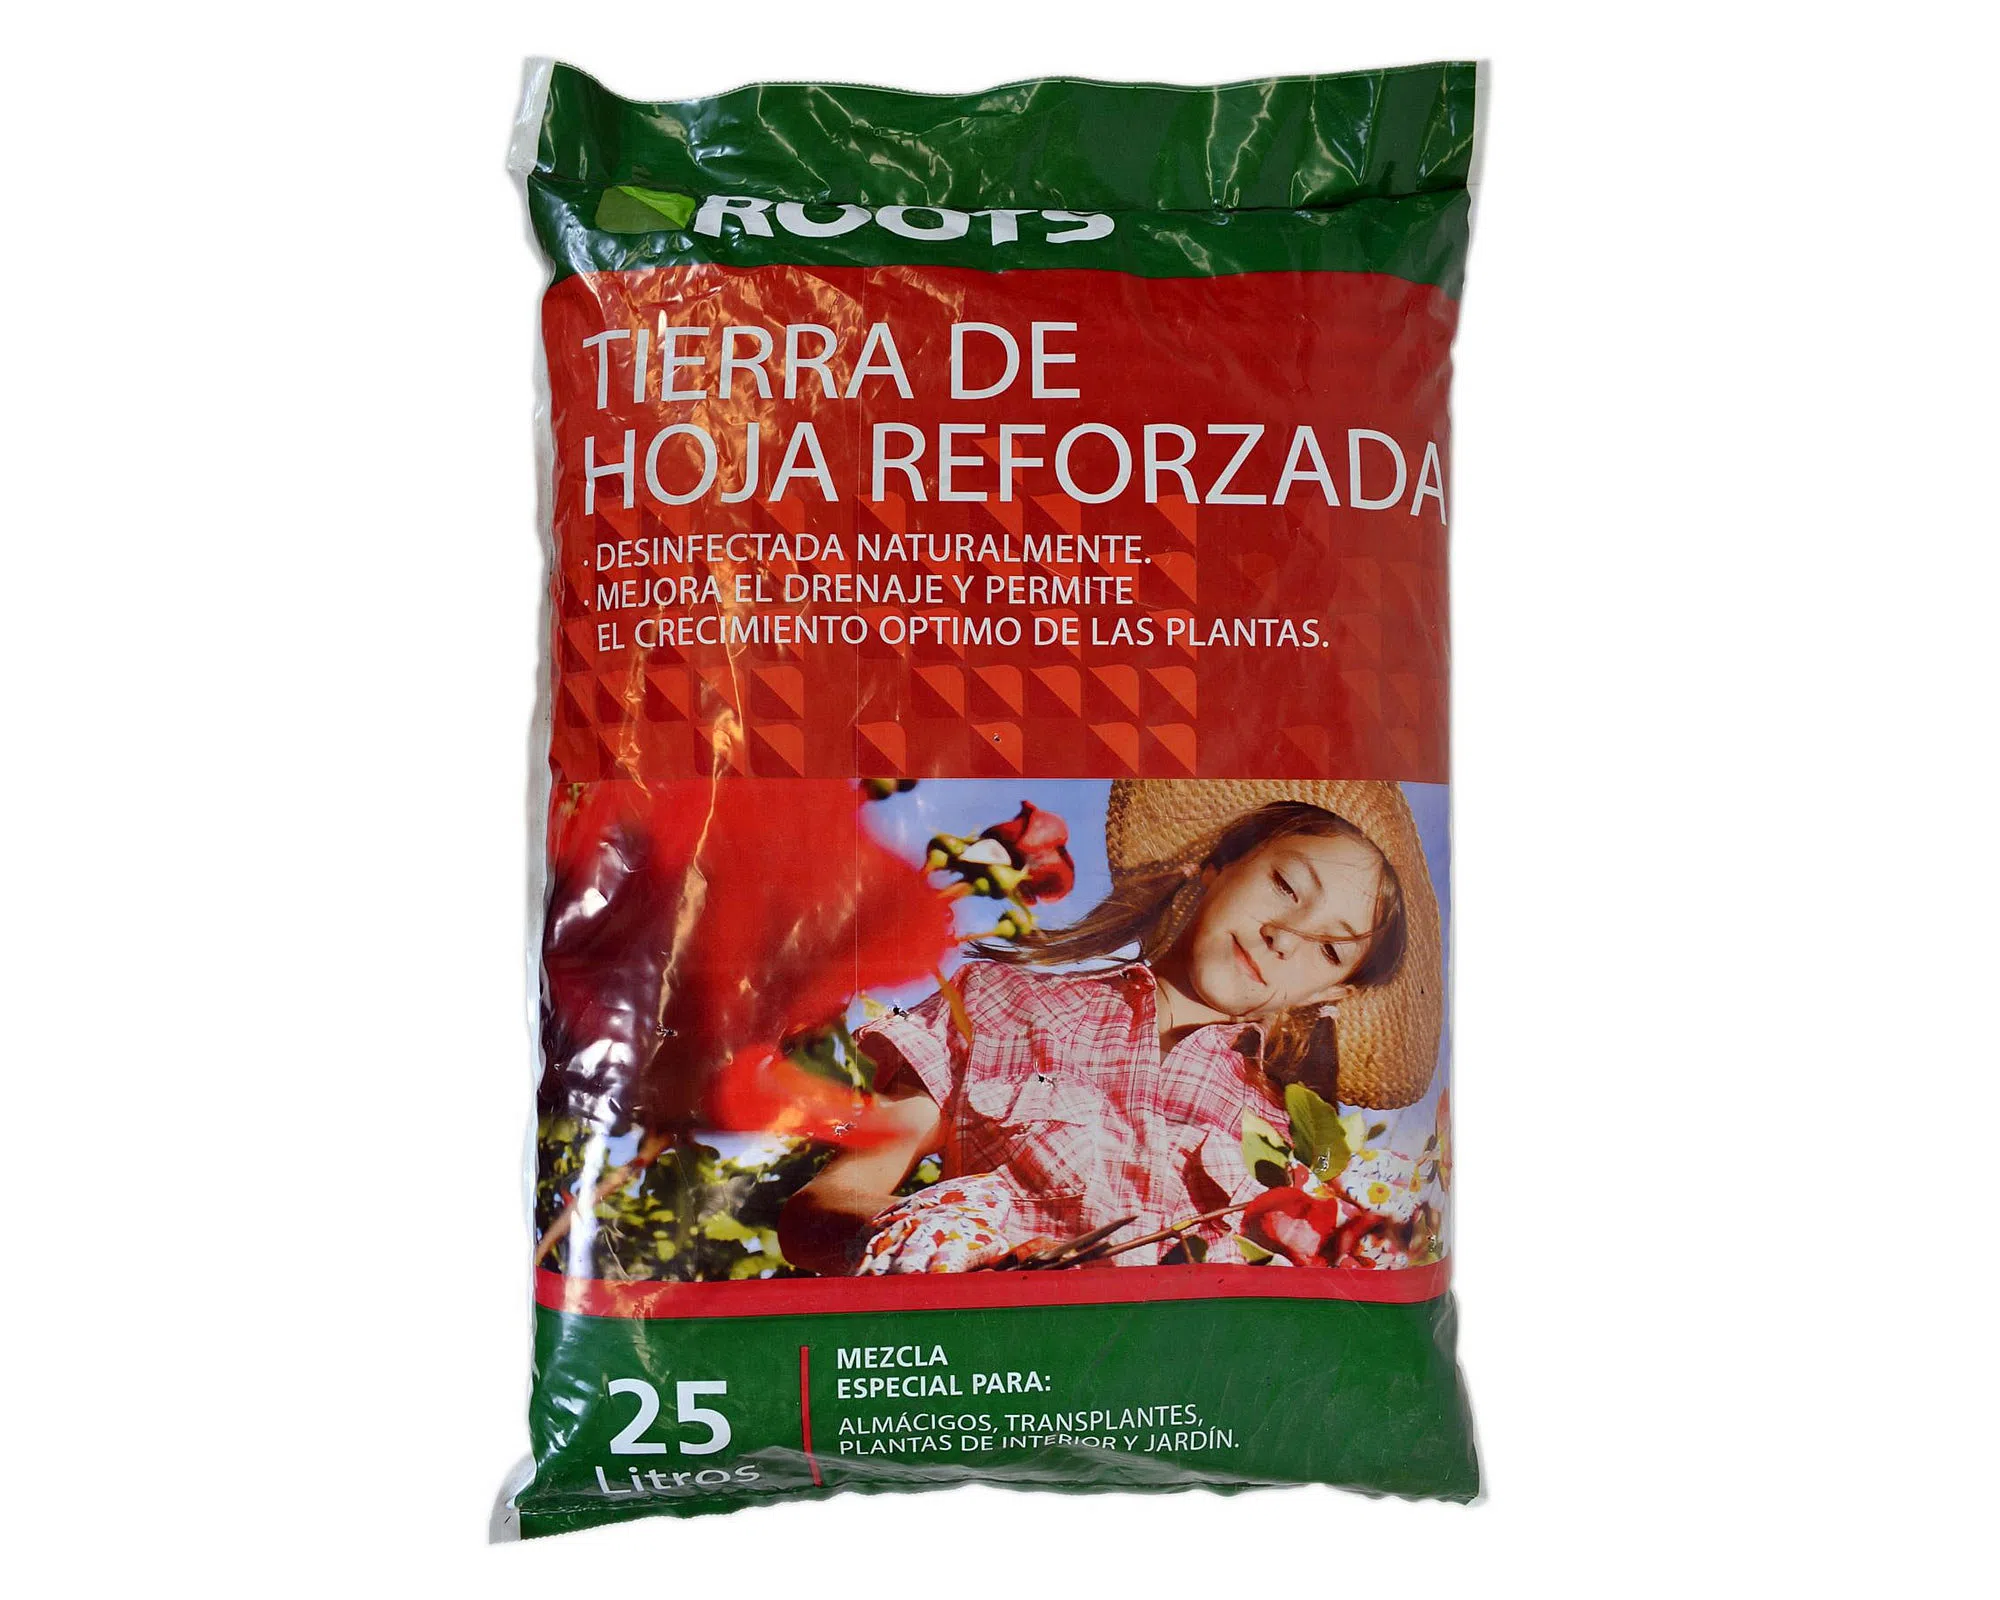 ROOTS
TIERRA DE
HOJA REFORZADA
· DESINFECTADA NATURALMENTE.
· MEJORA EL DRENAJE Y PERMITE
EL CRECIMIENTO OPTIMO DE LAS PLANTAS.
25
Litros
MEZCLA
ESPECIAL PARA:
ALMÁCIGOS, TRANSPLANTES,
PLANTAS DE INTERIOR Y JARDÍN.